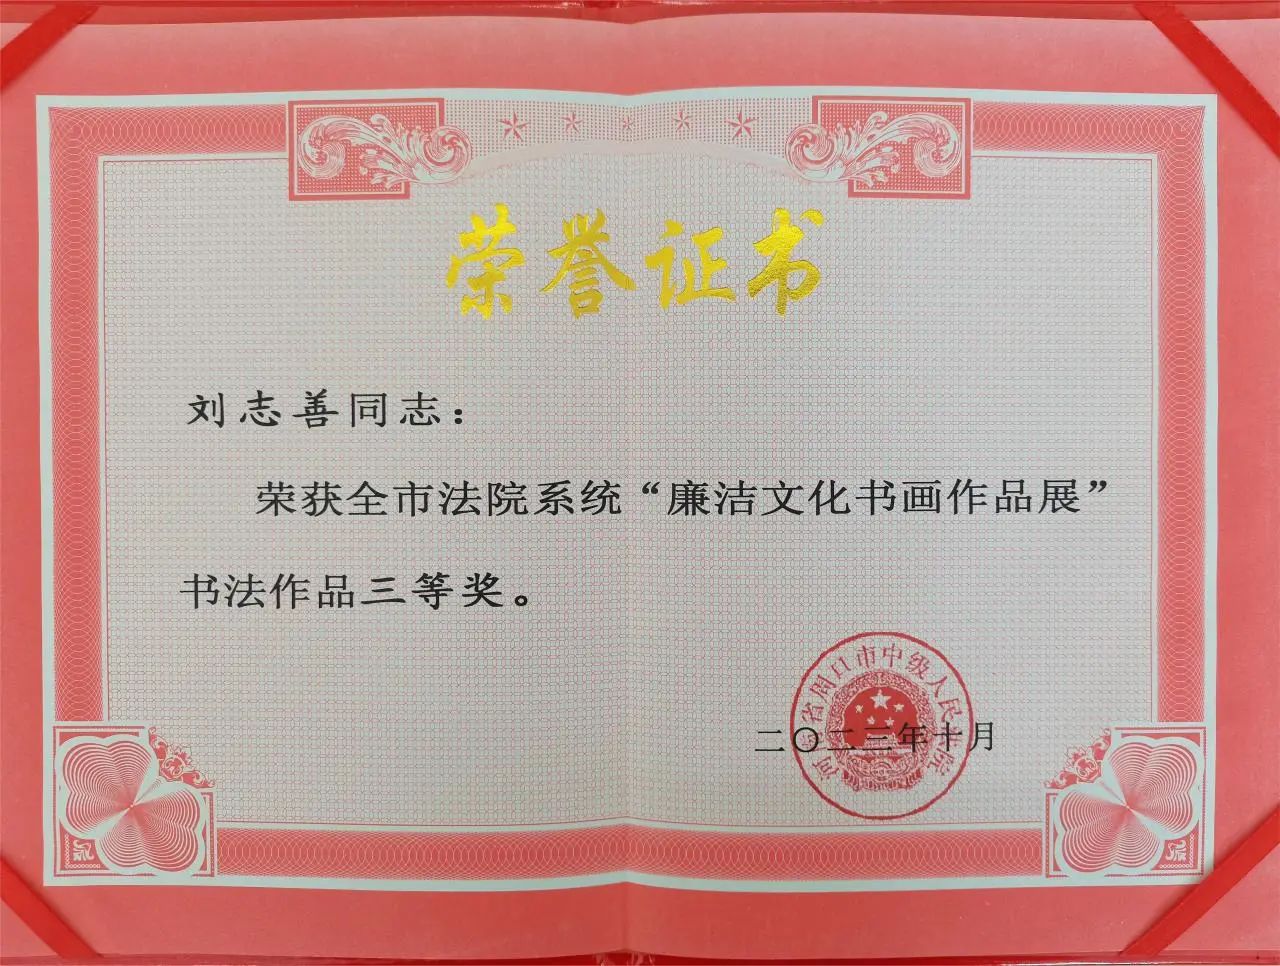 荣誉证书
刘志善同志：
荣获全市法院系统“廉洁文化书画作品展”
书法作品三等奖。
河南省周口市中级人民法院
二〇二三年十月